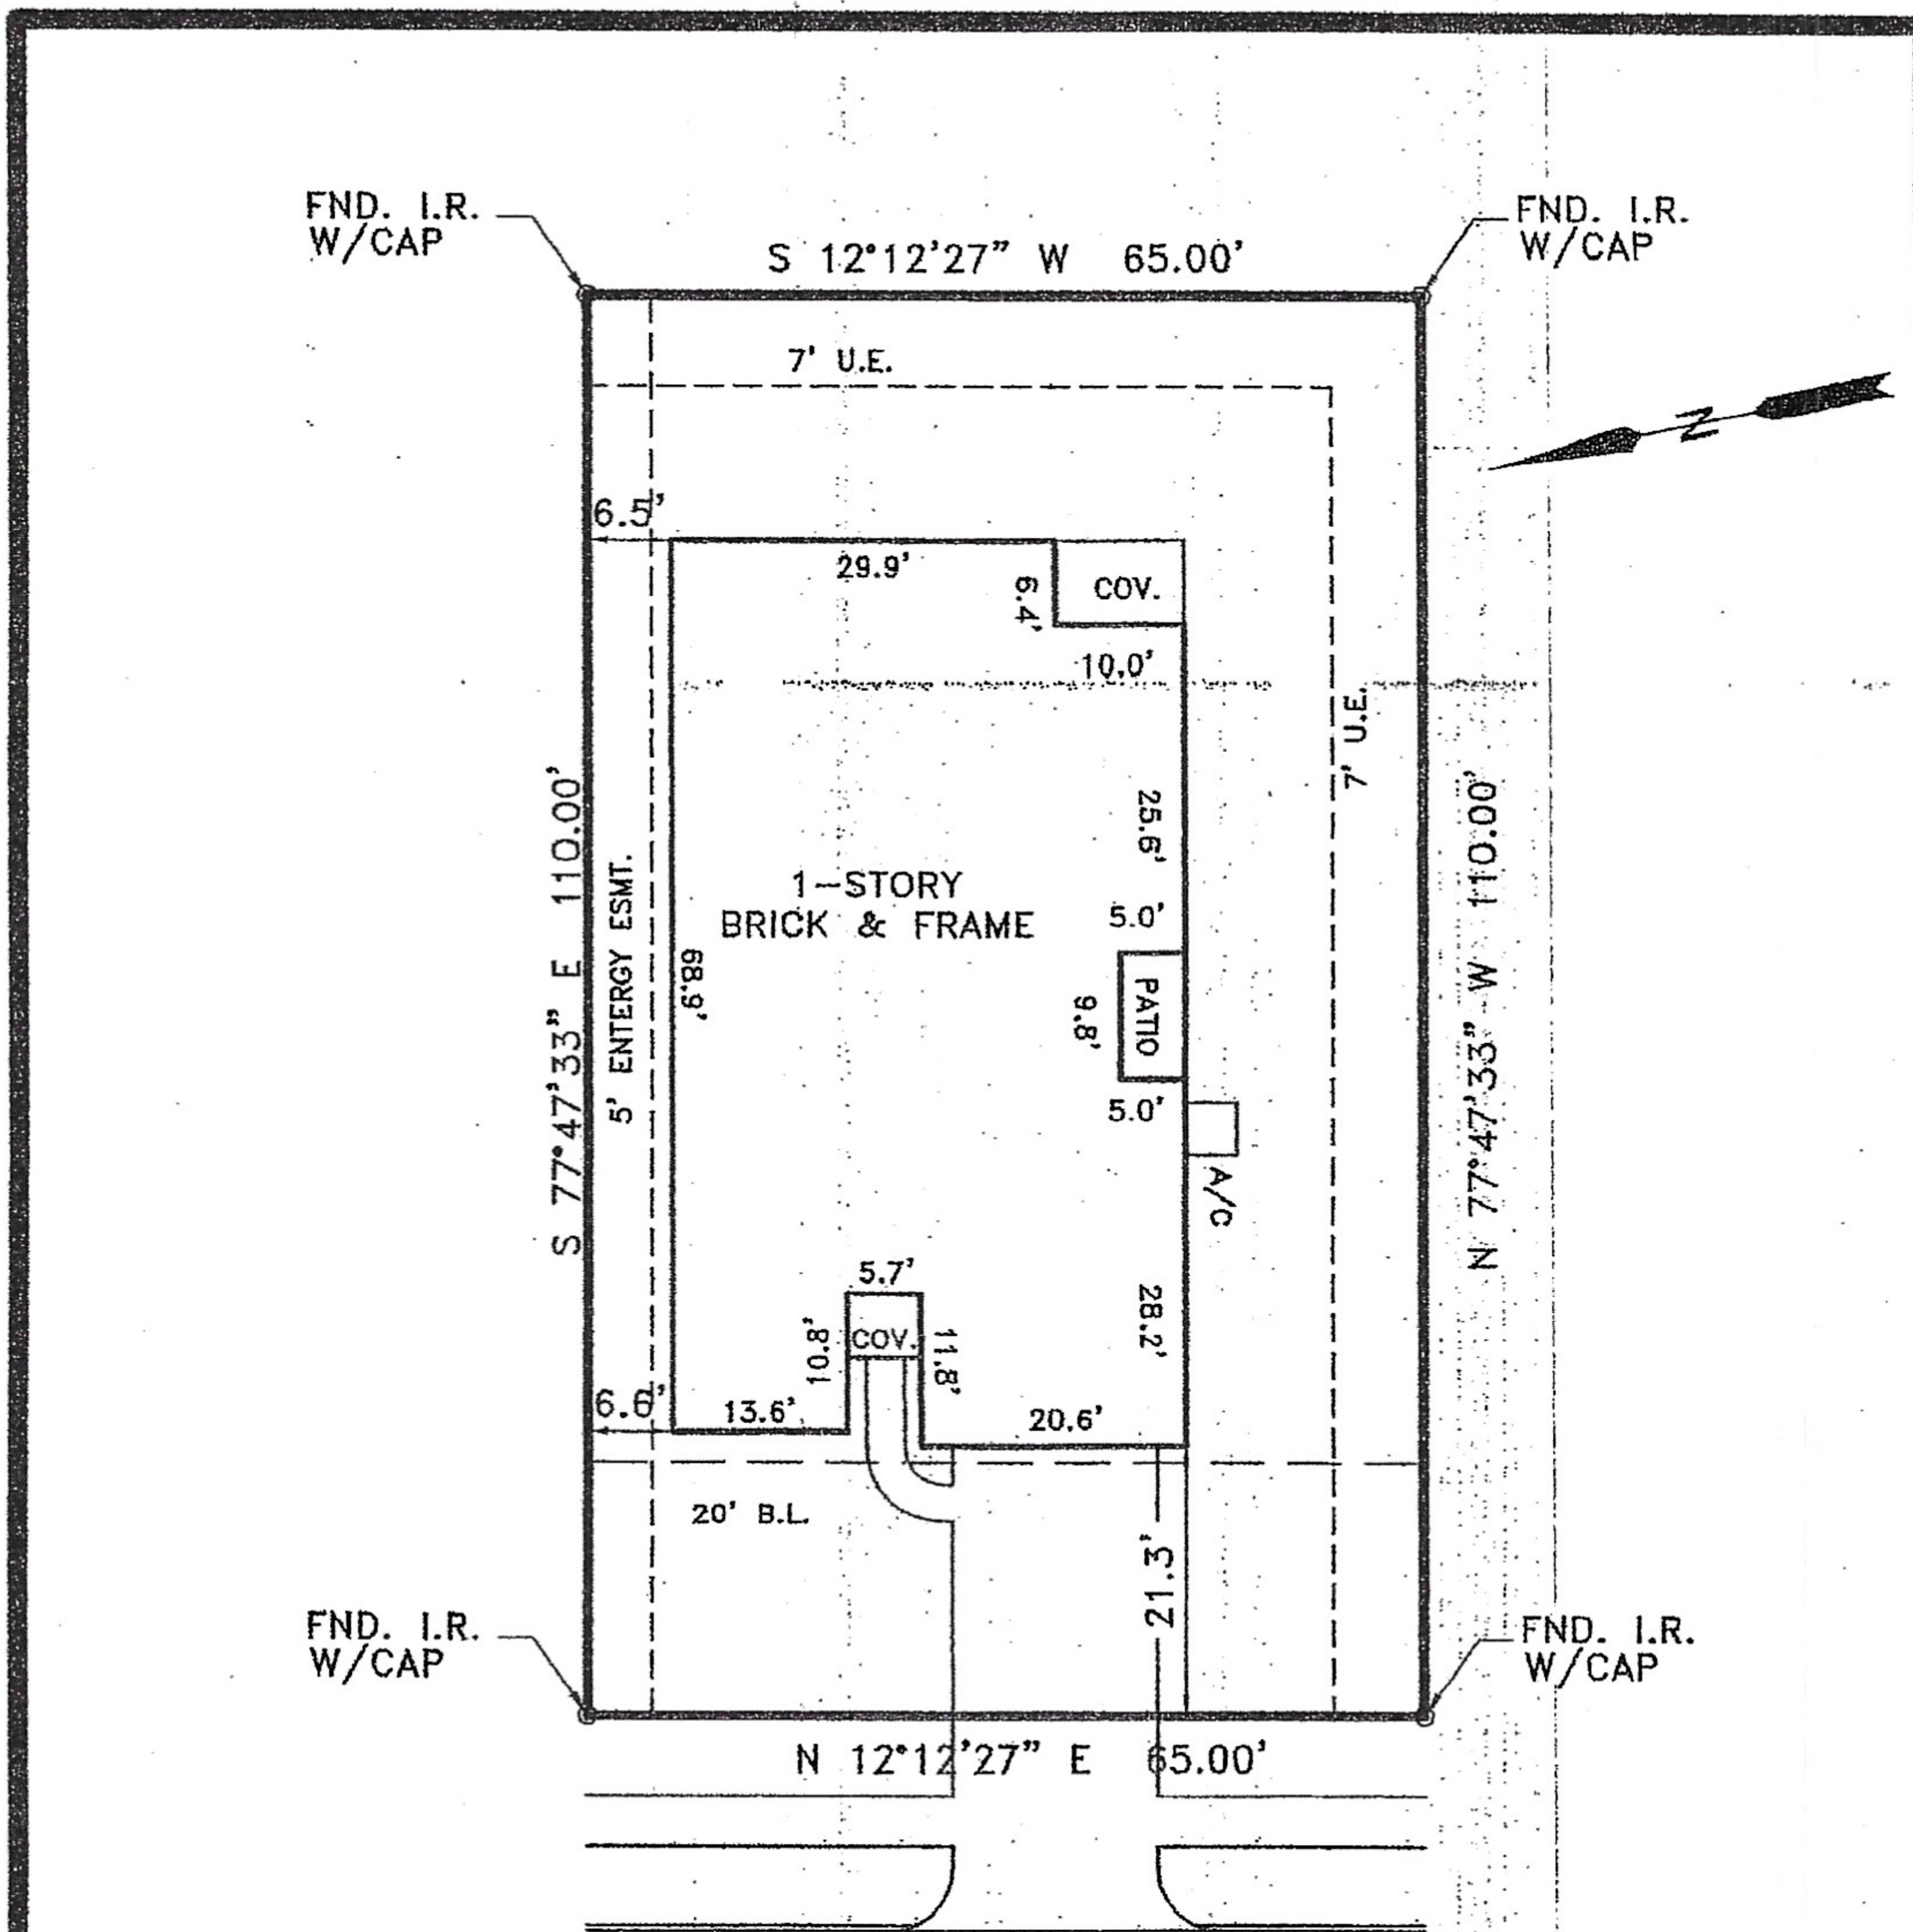 FND. I.R.
W/CAP
FND. I.R.
W/CAP
S 12°12'27" W 65.00'
7' U.E.
N
6.5'
29.9'
6.4'
COV.
10.0'
7' U.E.
25.6'
S 77°47'33" E 110.00'
N 77°47'33" W 110.00'
5' ENTERGY ESMT.
1-STORY
BRICK & FRAME
5.0'
68.9'
PATIO
9.8'
5.0'
A/C
5.7'
28.2'
10.8'
COV.
11.8'
6.6'
13.6'
20.6'
20' B.L.
21.3'
FND. I.R.
W/CAP
FND. I.R.
W/CAP
N 12°12'27" E 65.00'